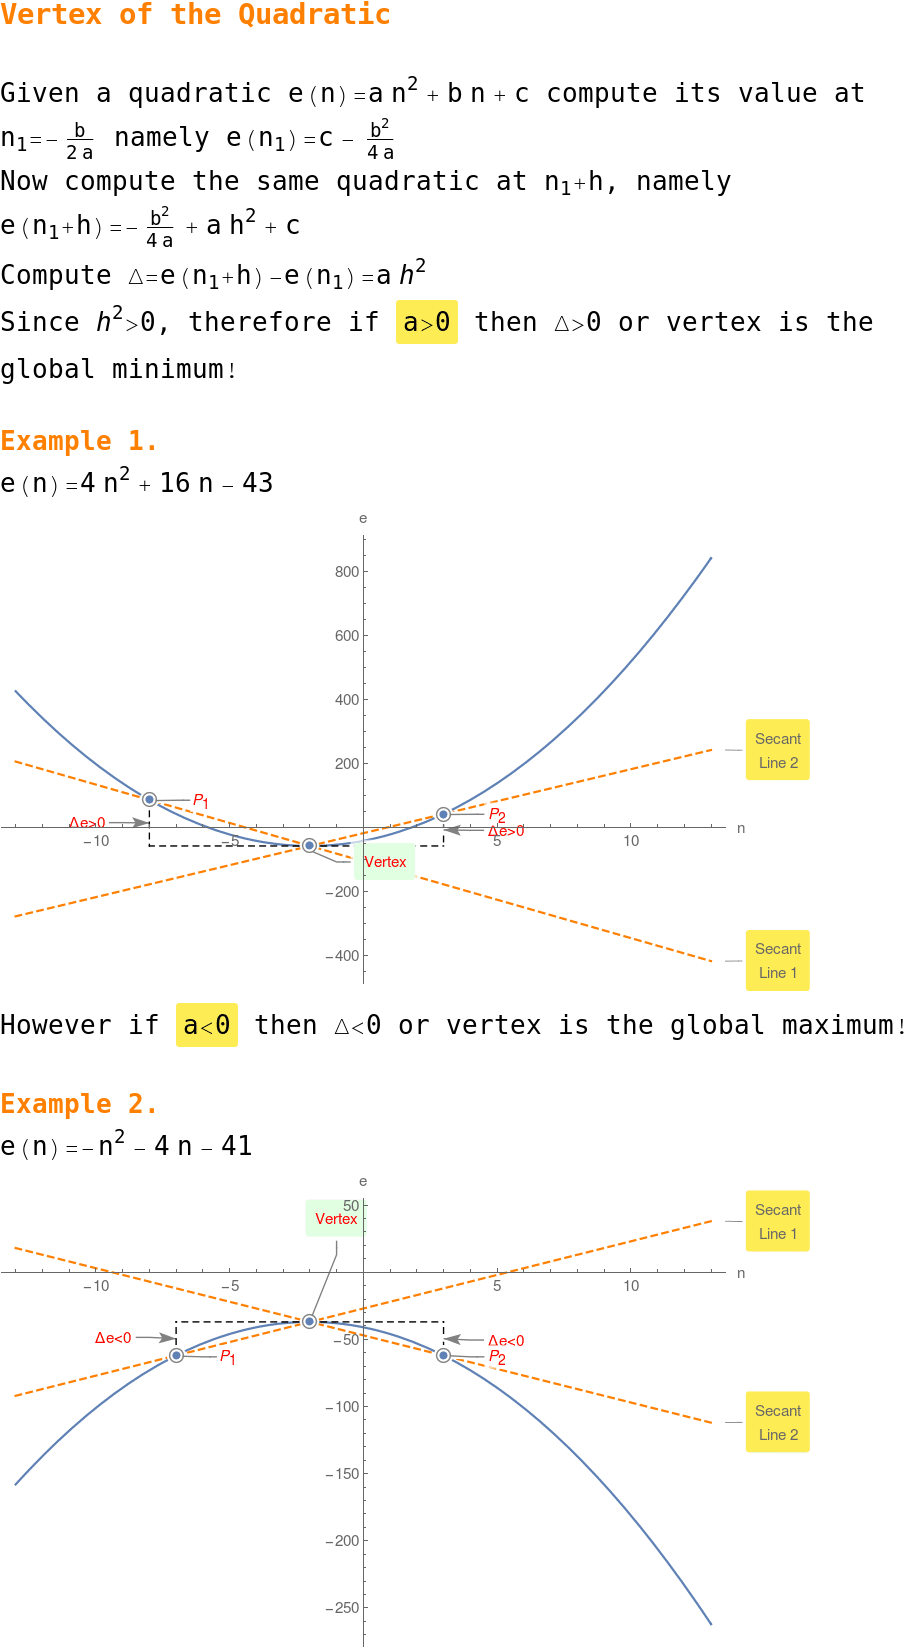 Vertex of the Quadratic
Given a quadratic e(n)=a n² + b n + c compute its value at
n₁=− b/(2 a) namely e(n₁)=c − b²/(4 a)
Now compute the same quadratic at n₁+h, namely
e(n₁+h)=− b²/(4 a) + a h² + c
Compute Δ=e(n₁+h)−e(n₁)=a h²
Since h²>0, therefore if a>0 then Δ>0 or vertex is the
global minimum!
Example 1.
e(n)=4 n² + 16 n − 43
e
800
600
400
Secant
Line 2
200
P₁
P₂
Δe>0
Δe>0
n
−10
−5
5
10
Vertex
−200
Secant
Line 1
−400
However if a<0 then Δ<0 or vertex is the global maximum!
Example 2.
e(n)=−n² − 4 n − 41
e
50
Vertex
Secant
Line 1
n
−10
−5
5
10
Δe<0
−50
Δe<0
P₁
P₂
−100
Secant
Line 2
−150
−200
−250